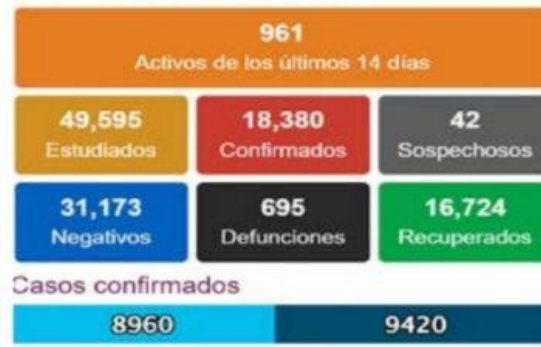 961
Activos de los últimos 14 días
49,595
Estudiados
18,380
Confirmados
42
Sospechosos
31,173
Negativos
695
Defunciones
16,724
Recuperados
Casos confirmados
8960
9420